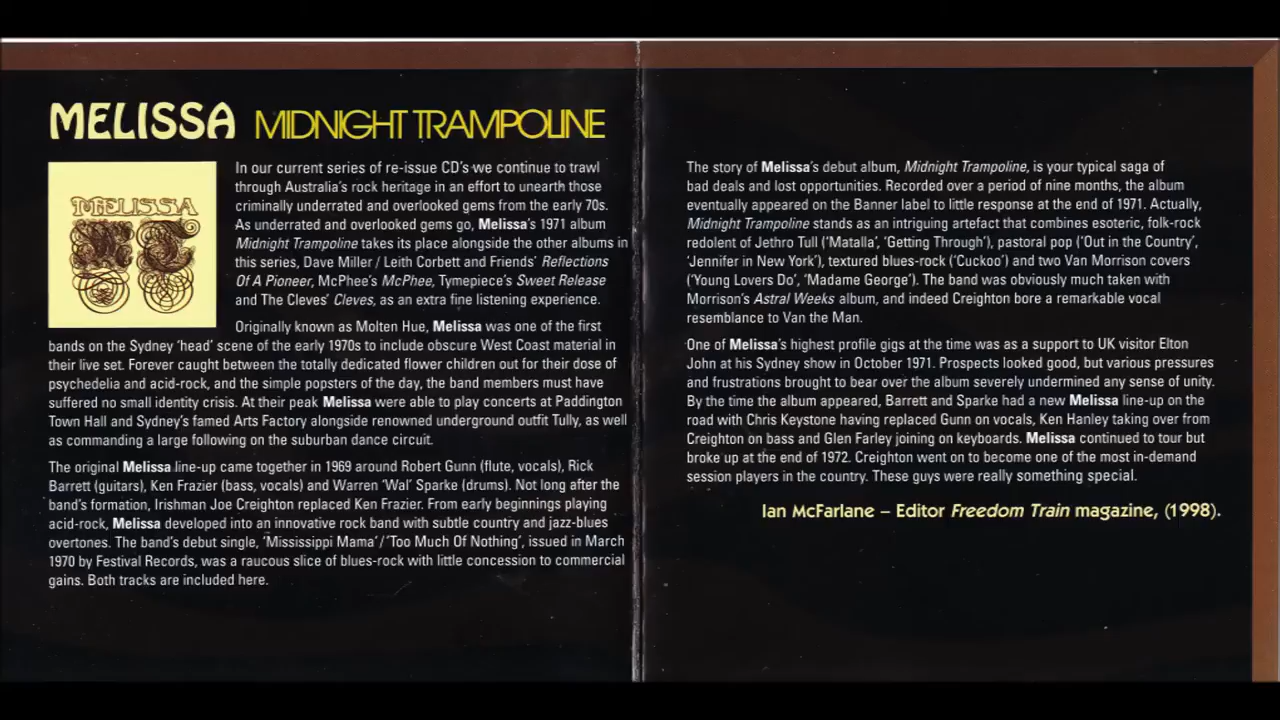 MELISSA MIDNIGHT TRAMPOLINE
MELISSA
In our current series of re-issue CD's we continue to trawl
through Australia's rock heritage in an effort to unearth those
criminally underrated and overlooked gems from the early 70s.
As underrated and overlooked gems go, Melissa's 1971 album
Midnight Trampoline takes its place alongside the other albums in
this series, Dave Miller / Leith Corbett and Friends' Reflections
Of A Pioneer, McPhee's McPhee, Tymepiece's Sweet Release
and The Cleves' Cleves, as an extra fine listening experience.
Originally known as Molten Hue, Melissa was one of the first
bands on the Sydney 'head' scene of the early 1970s to include obscure West Coast material in
their live set. Forever caught between the totally dedicated flower children out for their dose of
psychedelia and acid-rock, and the simple popsters of the day, the band members must have
suffered no small identity crisis. At their peak Melissa were able to play concerts at Paddington
Town Hall and Sydney's famed Arts Factory alongside renowned underground outfit Tully, as well
as commanding a large following on the suburban dance circuit.
The original Melissa line-up came together in 1969 around Robert Gunn (flute, vocals), Rick
Barrett (guitars), Ken Frazier (bass, vocals) and Warren 'Wal' Sparke (drums). Not long after the
band's formation, Irishman Joe Creighton replaced Ken Frazier. From early beginnings playing
acid-rock, Melissa developed into an innovative rock band with subtle country and jazz-blues
overtones. The band's debut single, 'Mississippi Mama'/'Too Much Of Nothing', issued in March
1970 by Festival Records, was a raucous slice of blues-rock with little concession to commercial
gains. Both tracks are included here.
The story of Melissa's debut album, Midnight Trampoline, is your typical saga of
bad deals and lost opportunities. Recorded over a period of nine months, the album
eventually appeared on the Banner label to little response at the end of 1971. Actually,
Midnight Trampoline stands as an intriguing artefact that combines esoteric, folk-rock
redolent of Jethro Tull ('Matalla', 'Getting Through'), pastoral pop ('Out in the Country',
'Jennifer in New York'), textured blues-rock ('Cuckoo') and two Van Morrison covers
('Young Lovers Do', 'Madame George'). The band was obviously much taken with
Morrison's Astral Weeks album, and indeed Creighton bore a remarkable vocal
resemblance to Van the Man.
One of Melissa's highest profile gigs at the time was as a support to UK visitor Elton
John at his Sydney show in October 1971. Prospects looked good, but various pressures
and frustrations brought to bear over the album severely undermined any sense of unity.
By the time the album appeared, Barrett and Sparke had a new Melissa line-up on the
road with Chris Keystone having replaced Gunn on vocals, Ken Hanley taking over from
Creighton on bass and Glen Farley joining on keyboards. Melissa continued to tour but
broke up at the end of 1972. Creighton went on to become one of the most in-demand
session players in the country. These guys were really something special.
Ian McFarlane – Editor Freedom Train magazine, (1998).